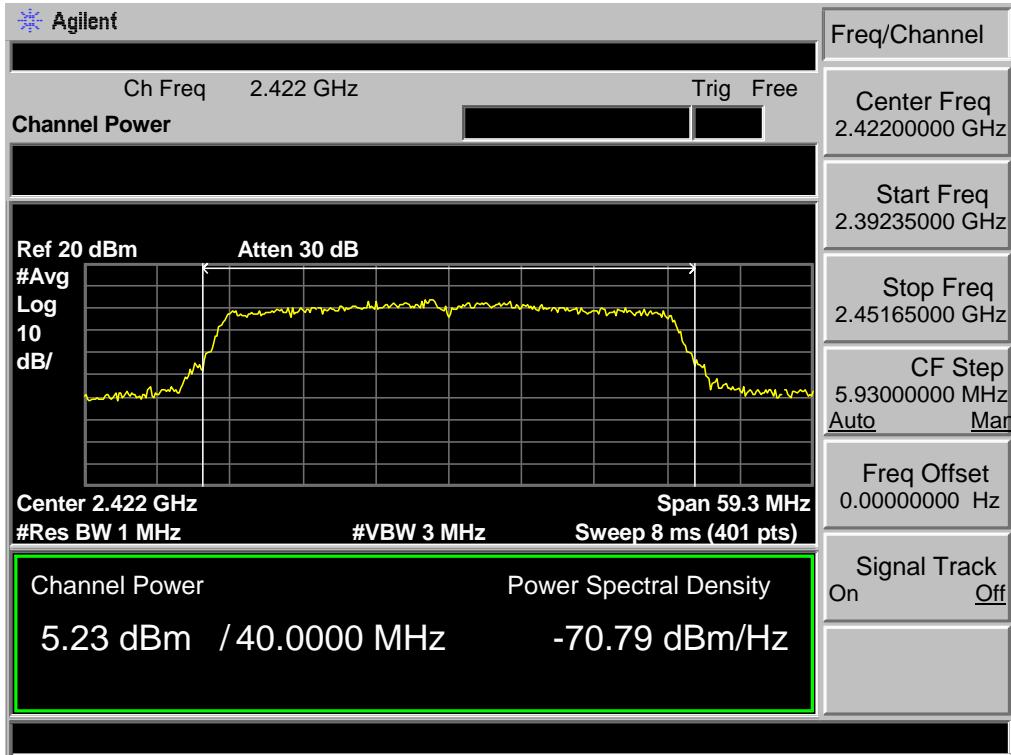 Agilent
Ch Freq 2.422 GHz Trig Free
Channel Power
Ref 20 dBm Atten 30 dB
#Avg
Log
10
dB/
Center 2.422 GHz Span 59.3 MHz
#Res BW 1 MHz #VBW 3 MHz Sweep 8 ms (401 pts)
Channel Power Power Spectral Density
5.23 dBm / 40.0000 MHz -70.79 dBm/Hz
Freq/Channel
Center Freq
2.42200000 GHz
Start Freq
2.39235000 GHz
Stop Freq
2.45165000 GHz
CF Step
5.93000000 MHz
Auto Man
Freq Offset
0.00000000 Hz
Signal Track
On Off